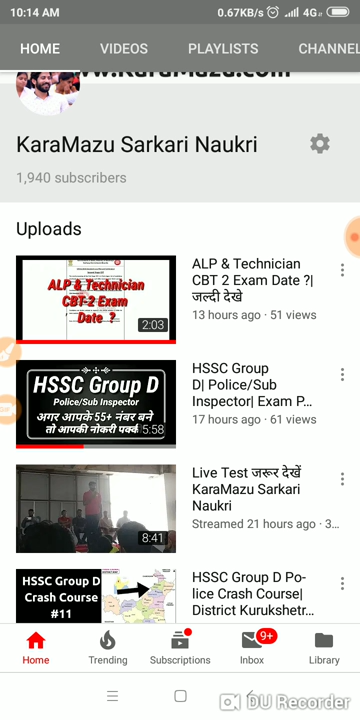 10:14 AM
0.67KB/s
4G
HOME VIDEOS PLAYLISTS CHANNEL
www.KaraMazu.com
KaraMazu Sarkari Naukri
1,940 subscribers
Uploads
ALP & Technician
CBT-2 Exam
Date ?
2:03
ALP & Technician
CBT 2 Exam Date ?|
जल्दी देखे
13 hours ago · 51 views
HSSC Group D
Police/Sub Inspector
अगर आपके 55+ नंबर बने
तो आपकी नोकरी पक्की
5:58
HSSC Group
D| Police/Sub
Inspector| Exam P...
17 hours ago · 61 views
8:41
Live Test जरूर देखें
KaraMazu Sarkari
Naukri
Streamed 21 hours ago · 3...
HSSC Group D
Crash Course
#11
HSSC Group D Po-
lice Crash Course|
District Kurukshetr...
Home
Trending
Subscriptions
9+
Inbox
Library
DU Recorder